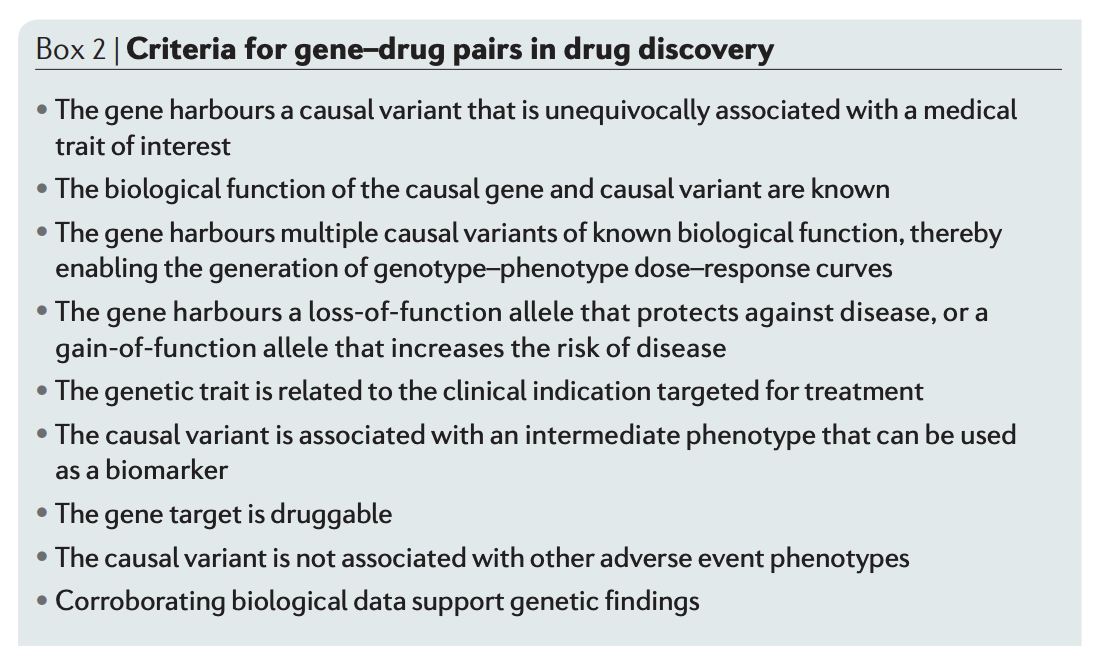 Box 2 | Criteria for gene–drug pairs in drug discovery
• The gene harbours a causal variant that is unequivocally associated with a medical
trait of interest
• The biological function of the causal gene and causal variant are known
• The gene harbours multiple causal variants of known biological function, thereby
enabling the generation of genotype–phenotype dose–response curves
• The gene harbours a loss-of-function allele that protects against disease, or a
gain-of-function allele that increases the risk of disease
• The genetic trait is related to the clinical indication targeted for treatment
• The causal variant is associated with an intermediate phenotype that can be used
as a biomarker
• The gene target is druggable
• The causal variant is not associated with other adverse event phenotypes
• Corroborating biological data support genetic findings